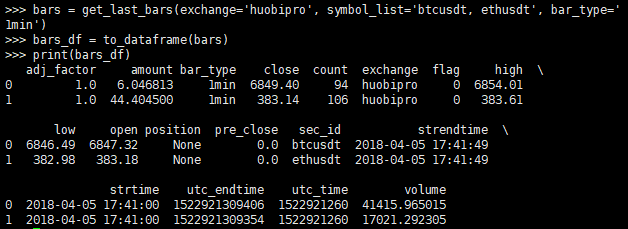 >>> bars = get_last_bars(exchange='huobipro', symbol_list='btcusdt, ethusdt', bar_type='
1min')
>>> bars_df = to_dataframe(bars)
>>> print(bars_df)
   adj_factor     amount bar_type    close  count  exchange  flag     high  \
0         1.0   6.046813     1min  6849.40     94  huobipro     0  6854.01
1         1.0  44.404500     1min   383.14    106  huobipro     0   383.61

       low     open position  pre_close   sec_id           strendtime  \
0  6846.49  6847.32     None        0.0  btcusdt  2018-04-05 17:41:49
1   382.98   383.18     None        0.0  ethusdt  2018-04-05 17:41:49

               strtime    utc_endtime    utc_time        volume
0  2018-04-05 17:41:00  1522921309406  1522921260  41415.965015
1  2018-04-05 17:41:00  1522921309354  1522921260  17021.292305